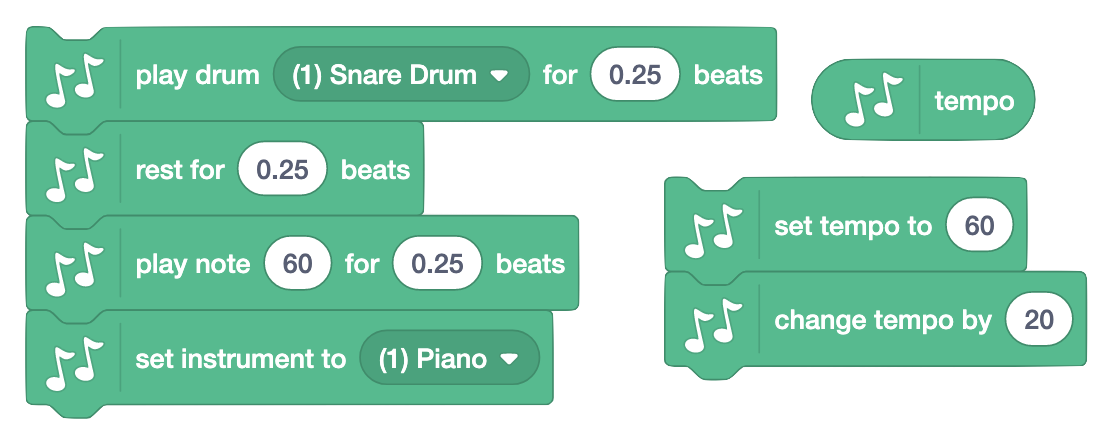 play drum (1) Snare Drum for 0.25 beats
rest for 0.25 beats
play note 60 for 0.25 beats
set instrument to (1) Piano
tempo
set tempo to 60
change tempo by 20